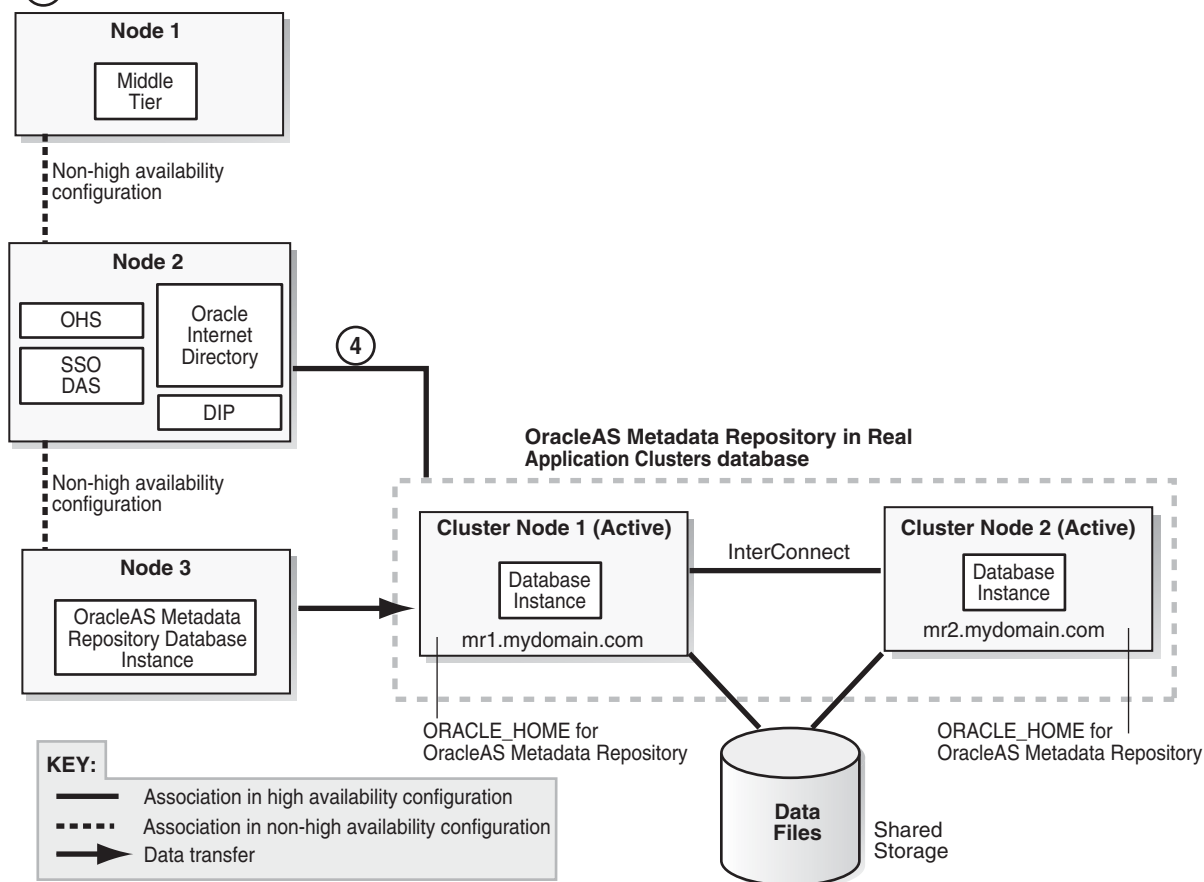 Node 1
Middle
Tier
Non-high availability
configuration
Node 2
OHS
SSO
DAS
Oracle
Internet
Directory
DIP
4
Non-high availability
configuration
Node 3
OracleAS Metadata
Repository Database
Instance
OracleAS Metadata Repository in Real
Application Clusters database
Cluster Node 1 (Active)
Database
Instance
mr1.mydomain.com
InterConnect
Cluster Node 2 (Active)
Database
Instance
mr2.mydomain.com
ORACLE_HOME for
OracleAS Metadata Repository
ORACLE_HOME for
OracleAS Metadata Repository
Data
Files
Shared
Storage
KEY:
Association in high availability configuration
Association in non-high availability configuration
Data transfer